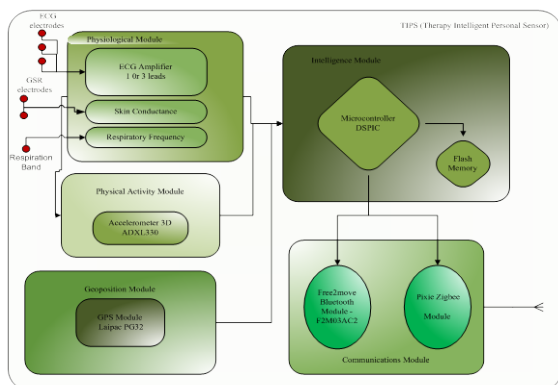 ECG
electrodes
TIPS (Therapy Intelligent Personal Sensor)
Physiological Module
ECG Amplifier
1 0r 3 leads
GSR
electrodes
Skin Conductance
Respiratory Frequency
Respiration
Band
Intelligence Module
Microcontroller
DSPIC
Flash
Memory
Physical Activity Module
Accelerometer 3D
ADXL330
Geoposition Module
GPS Module
Laipac PG32
Free2move
Bluetooth
Module -
F2M03AC2
Pixie Zigbee
Module
Communications Module